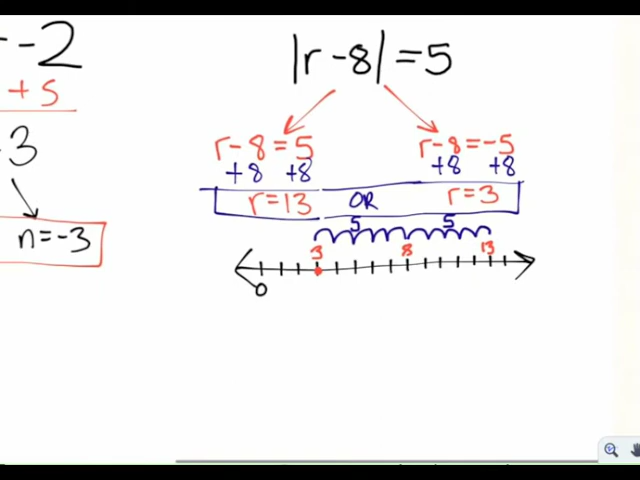 -2
+5
3
n=-3
|r-8|=5
r-8=5 r-8=-5
+8 +8 +8 +8
r=13 OR r=3
5 5
3 8 13
0